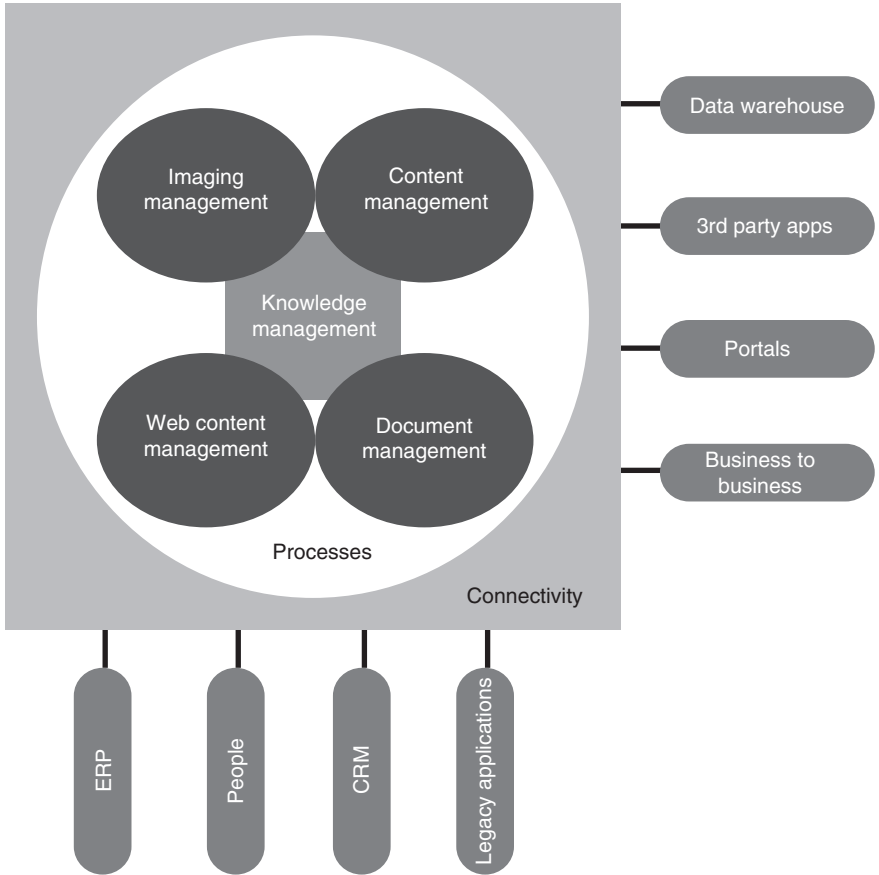 Imaging
management
Content
management
Knowledge
management
Web content
management
Document
management
Processes
Connectivity
Data warehouse
3rd party apps
Portals
Business to
business
ERP
People
CRM
Legacy applications